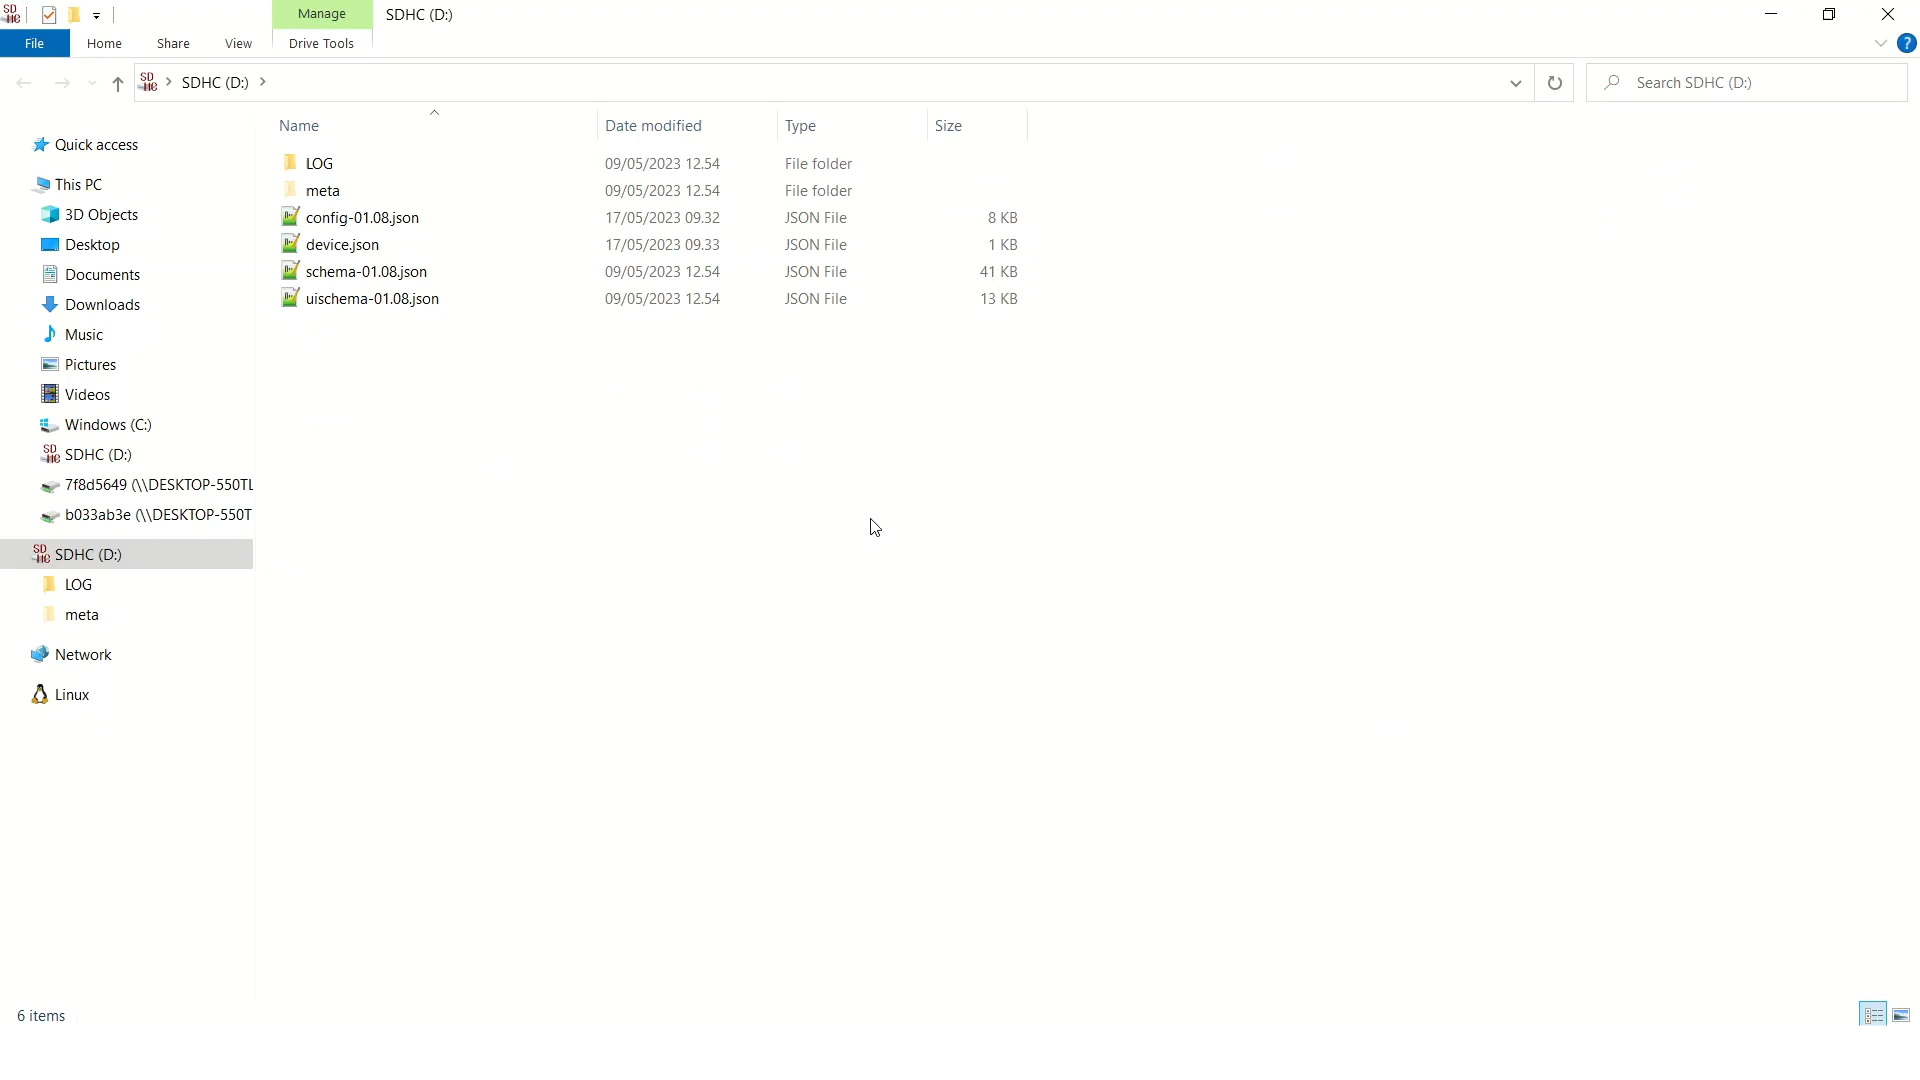 Manage SDHC (D:)
File Home Share View Drive Tools
SDHC (D:) Search SDHC (D:)
Name Date modified Type Size
LOG 09/05/2023 12.54 File folder
meta 09/05/2023 12.54 File folder
config-01.08.json 17/05/2023 09.32 JSON File 8 KB
device.json 17/05/2023 09.33 JSON File 1 KB
schema-01.08.json 09/05/2023 12.54 JSON File 41 KB
uischema-01.08.json 09/05/2023 12.54 JSON File 13 KB
Quick access
This PC
3D Objects
Desktop
Documents
Downloads
Music
Pictures
Videos
Windows (C:)
SDHC (D:)
7f8d5649 (\\DESKTOP-550TL
b033ab3e (\\DESKTOP-550T
SDHC (D:)
LOG
meta
Network
Linux
6 items